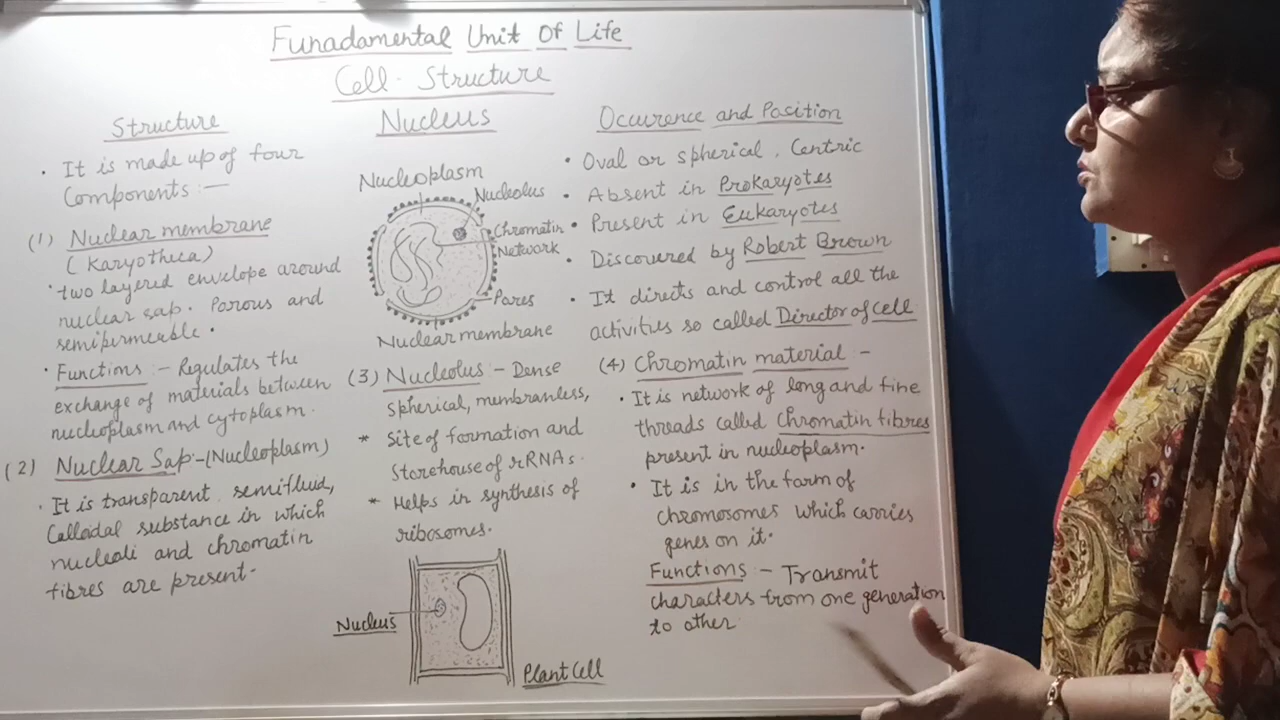 Funadamental Unit Of Life
Cell Structure
Structure
• It is made up of four
Components :—
(1) Nuclear membrane
(Karyotheca)
• two layered envelope around
nuclear sap. Porous and
semipermeable.
• Functions :- Regulates the
exchange of materials between
nucleoplasm and cytoplasm.
(2) Nuclear Sap :- (Nucleoplasm)
• It is transparent semifluid,
Colloidal substance in which
nucleoli and chromatin
fibres are present.
Nucleus
Nucleoplasm
Nucleolus
Chromatin
Network
Pores
Nuclear membrane
(3) Nucleolus - Dense
spherical, membranless,
* Site of formation and
storehouse of rRNAs.
* Helps in synthesis of
ribosomes.
Nucleus
Plant Cell
Occurence and Position
• Oval or spherical, Centric
• Absent in Prokaryotes
• Present in Eukaryotes
• Discovered by Robert Brown
• It directs and control all the
activities so called Director of cell
(4) Chromatin material :-
• It is network of long and fine
threads called Chromatin fibres
present in nucleoplasm.
• It is in the form of
chromosomes which carries
genes on it.
Functions :- Transmit
characters from one generation
to other